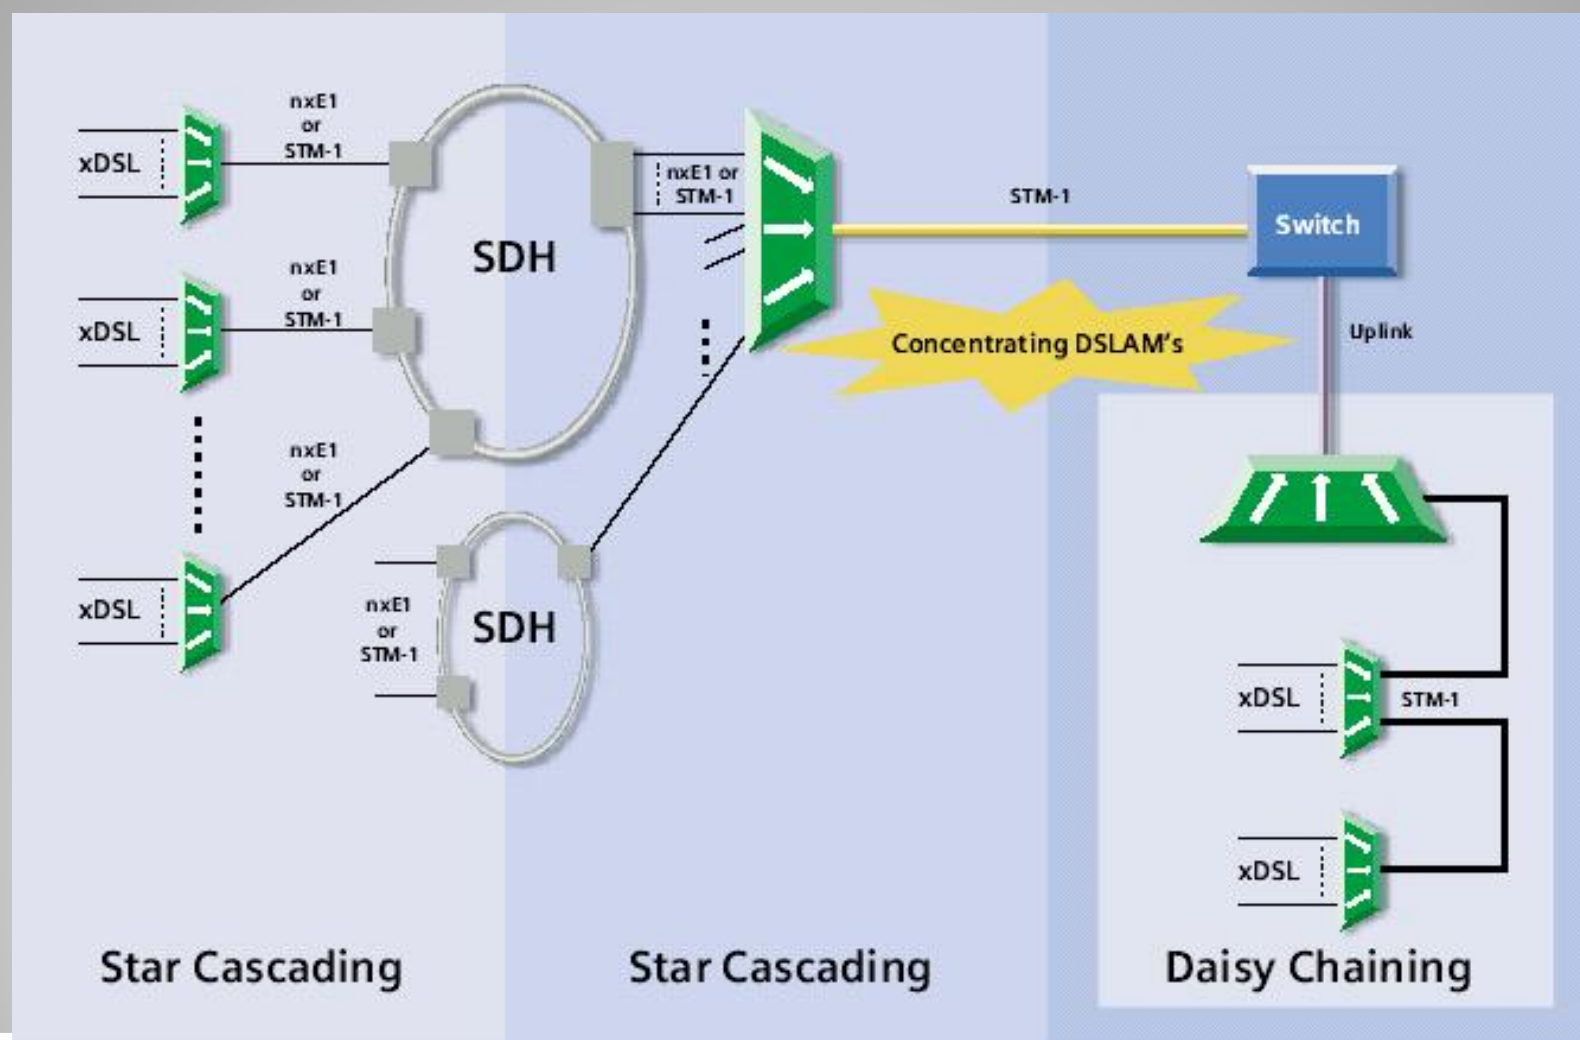 nxE1
or
STM-1
xDSL
nxE1 or
STM-1
STM-1
Switch
SDH
nxE1
or
STM-1
xDSL
Concentrating DSLAM's
Uplink
nxE1
or
STM-1
xDSL
nxE1
or
STM-1
SDH
xDSL
STM-1
xDSL
Star Cascading
Star Cascading
Daisy Chaining